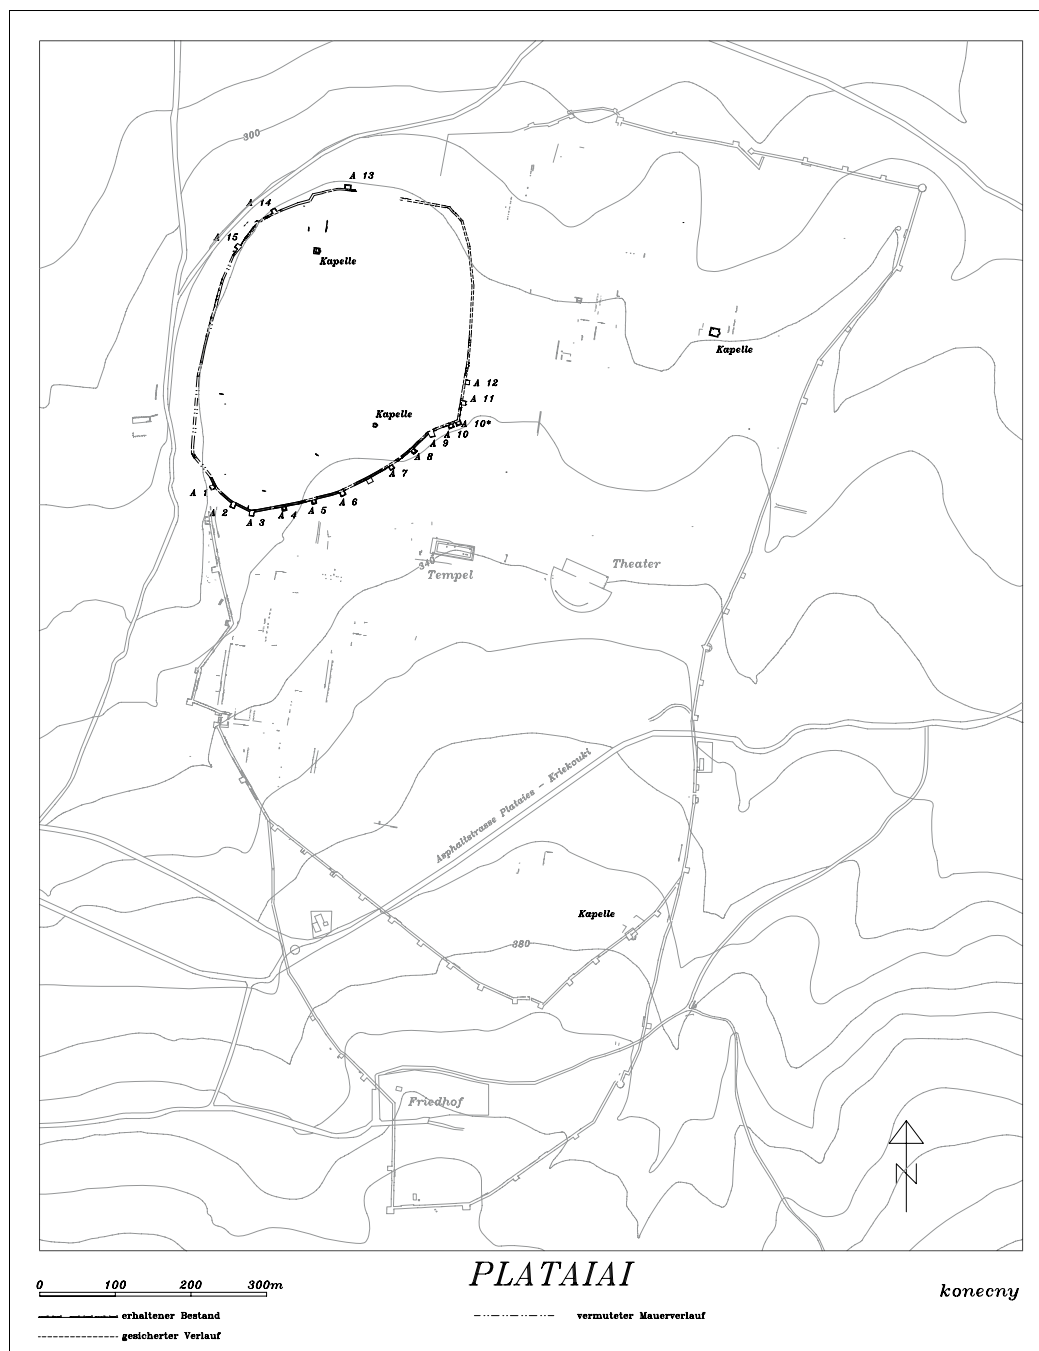 300
A 13
A 14
A 15
Kapelle
Kapelle
A 12
A 11
Kapelle
A 10*
A 10
A 9
A 8
A 7
A 6
A 5
A 4
A 3
A 2
A 1
340
Tempel
Theater
Asphaltstrasse Plataies - Kriekouki
Kapelle
380
Friedhof
N
PLATAIAI
0 100 200 300m
konecny
erhaltener Bestand
vermuteter Mauerverlauf
gesicherter Verlauf